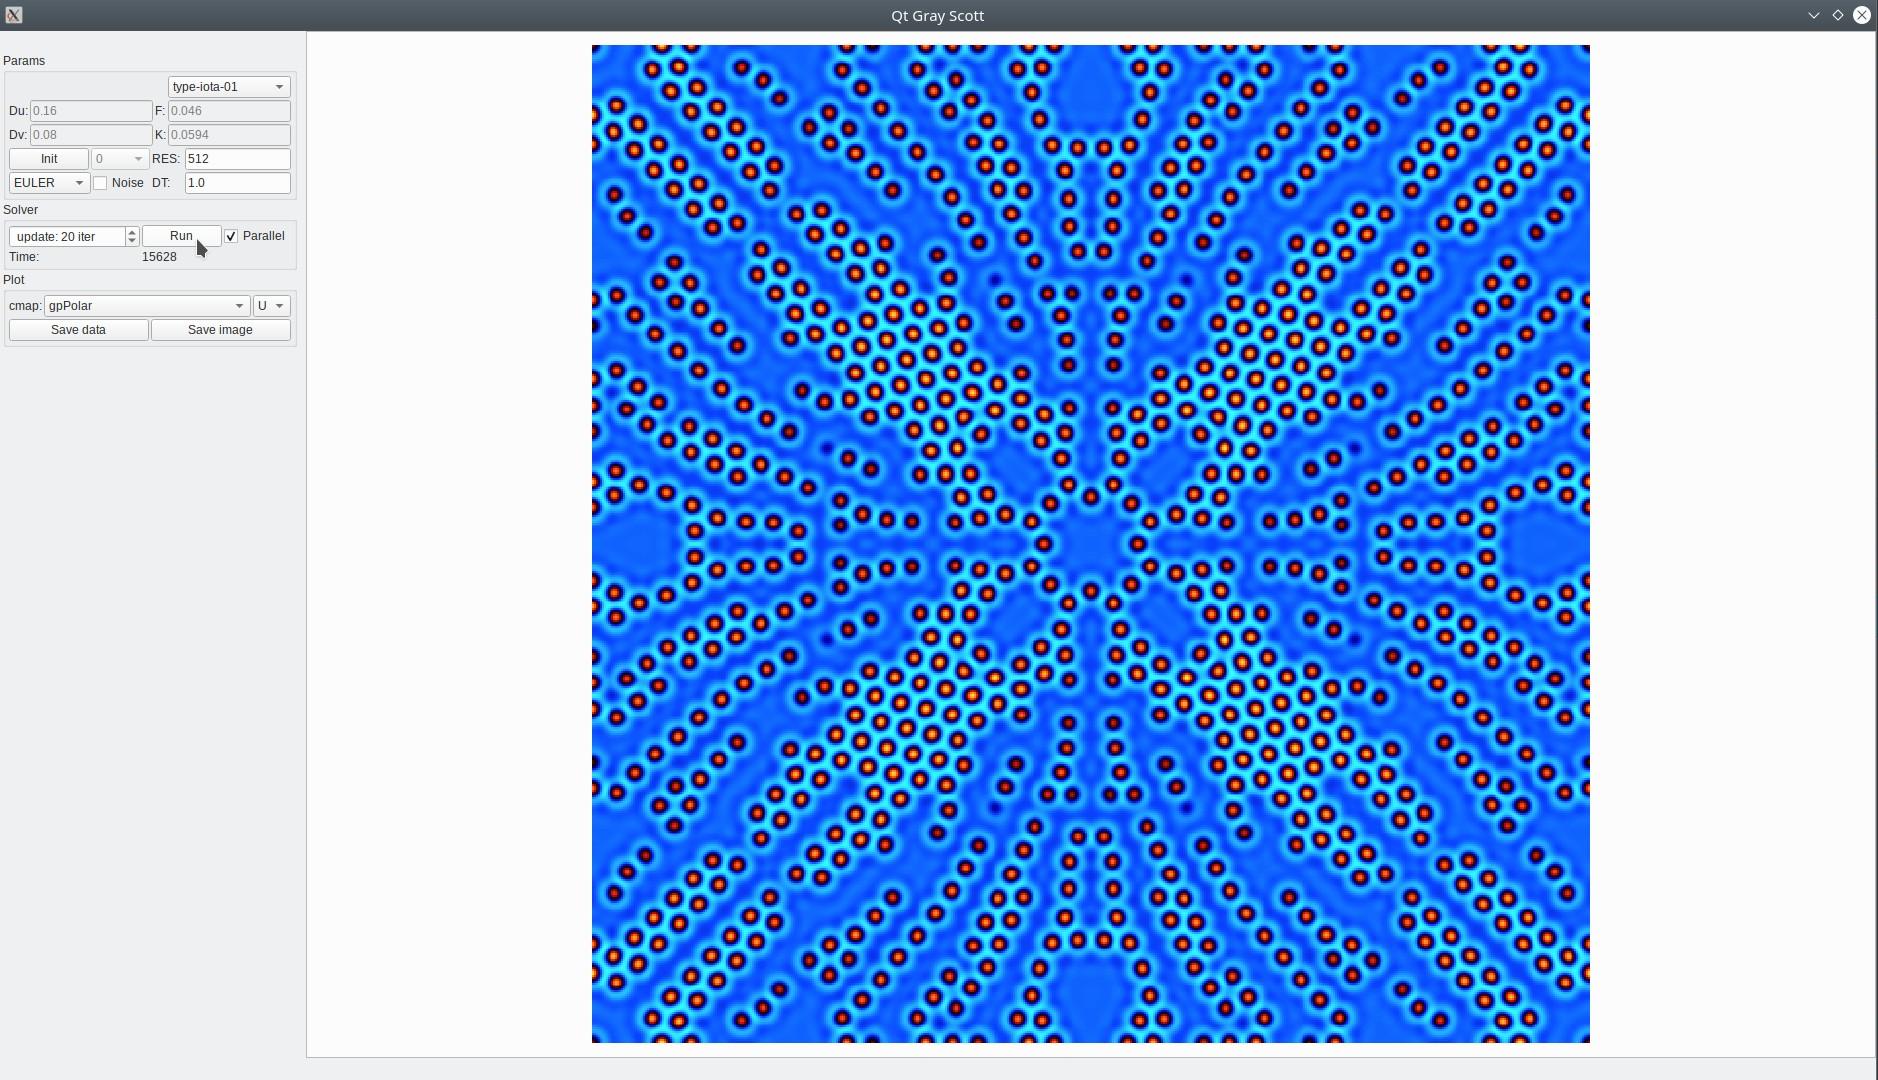 Qt Gray Scott
Params
type-iota-01
Du: 0.16 F: 0.046
Dv: 0.08 K: 0.0594
Init 0 RES: 512
EULER Noise DT: 1.0
Solver
update: 20 iter Run Parallel
Time: 15628
Plot
cmap: gpPolar U
Save data Save image